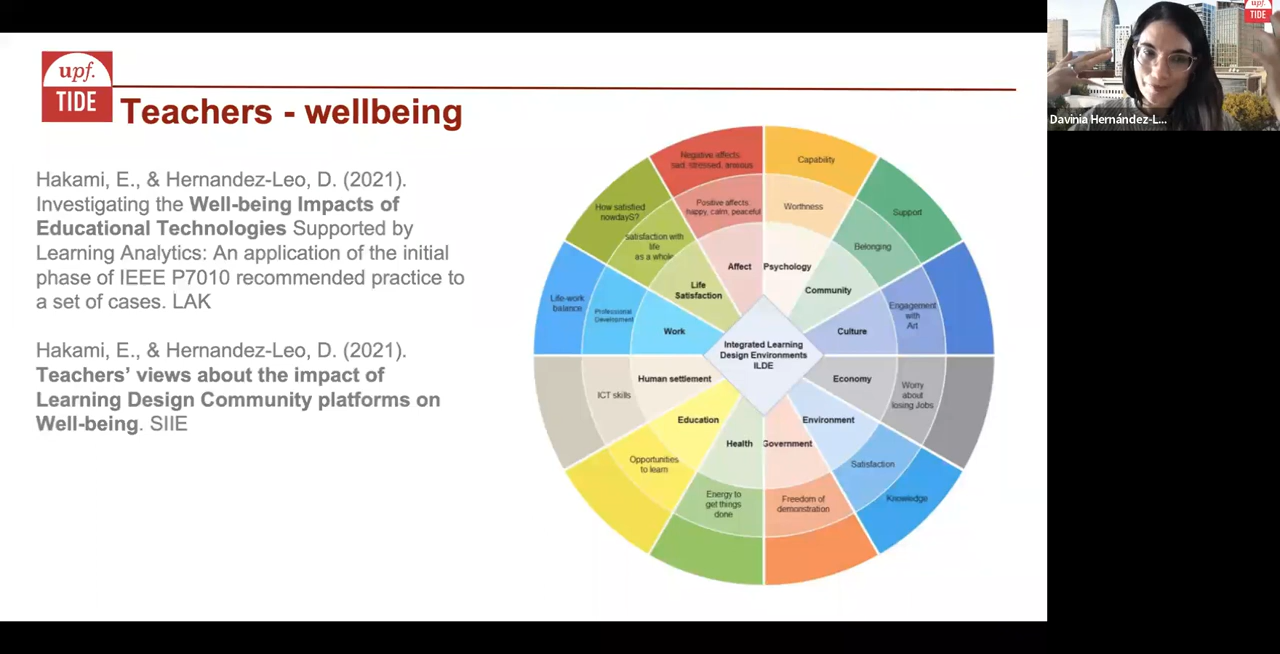 upf.
TIDE
Teachers - wellbeing
Hakami, E., & Hernandez-Leo, D. (2021).
Investigating the Well-being Impacts of
Educational Technologies Supported by
Learning Analytics: An application of the initial
phase of IEEE P7010 recommended practice to
a set of cases. LAK
Hakami, E., & Hernandez-Leo, D. (2021).
Teachers' views about the impact of
Learning Design Community platforms on
Well-being. SIIE
Negative affects
sad, stressed, anxious
Positive affects,
happy, calm, peaceful
Affect
Capability
Worthness
Psychology
Support
Belonging
Community
Engagement
with
Art
Culture
Economy
Worry
about
losing Jobs
Environment
Satisfaction
Knowledge
Government
Freedom of
demonstration
Health
Energy to
get things
done
Education
Opportunities
to learn
Human settlement
ICT skills
Work
Professional
Development
Life-work
balance
Life
Satisfaction
satisfaction with
life
as a whole
How satisfied
nowdayS?
Integrated Learning
Design Environments
ILDE
upf.
TIDE
Davinia Hernández-L...